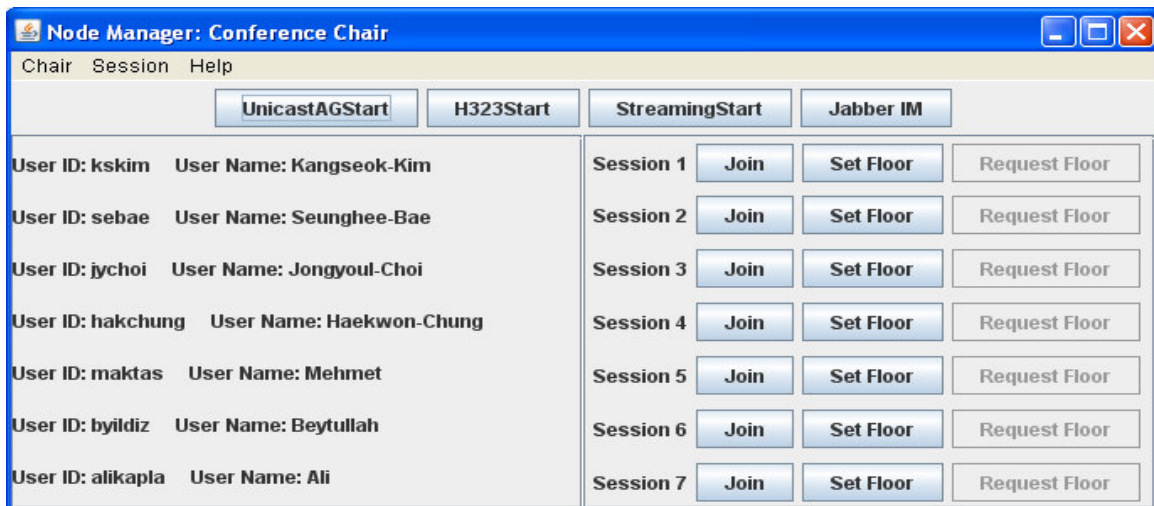 Node Manager: Conference Chair
Chair Session Help
UnicastAGStart H323Start StreamingStart Jabber IM
User ID: kskim User Name: Kangseok-Kim
User ID: sebae User Name: Seunghee-Bae
User ID: jychoi User Name: Jongyoul-Choi
User ID: hakchung User Name: Haekwon-Chung
User ID: maktas User Name: Mehmet
User ID: byildiz User Name: Beytullah
User ID: alikapla User Name: Ali
Session 1 Join Set Floor Request Floor
Session 2 Join Set Floor Request Floor
Session 3 Join Set Floor Request Floor
Session 4 Join Set Floor Request Floor
Session 5 Join Set Floor Request Floor
Session 6 Join Set Floor Request Floor
Session 7 Join Set Floor Request Floor